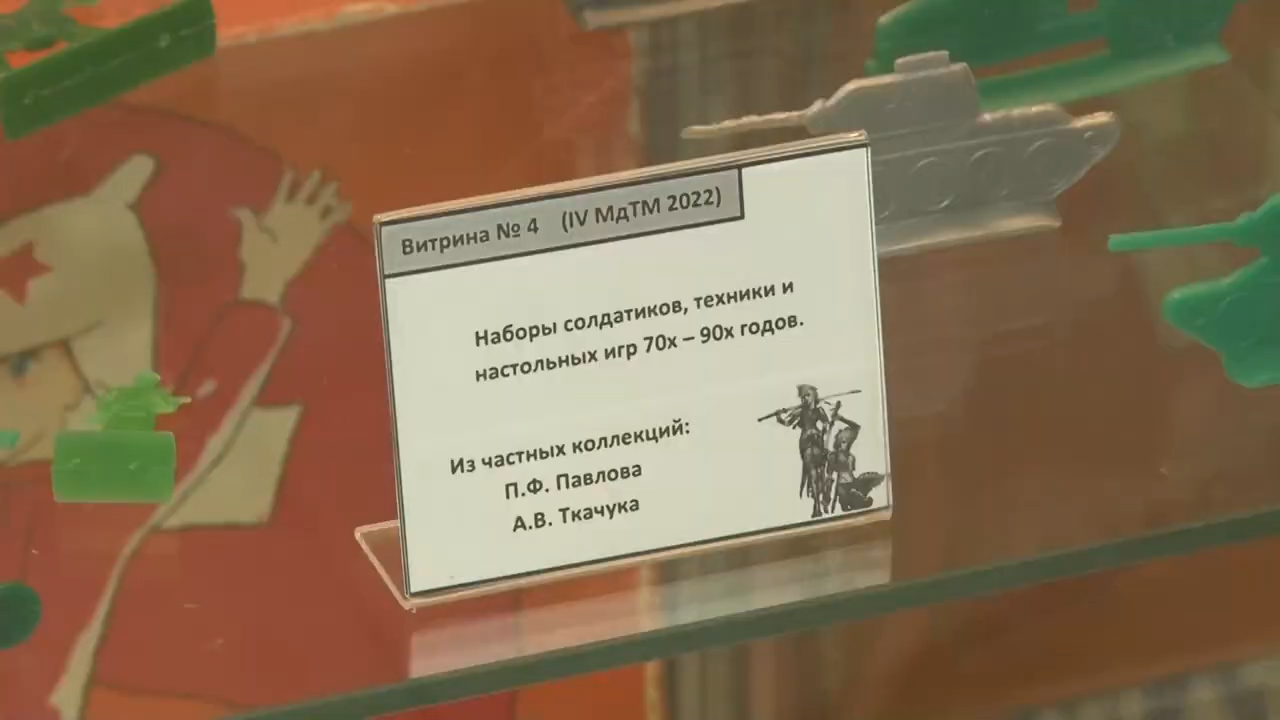 Витрина № 4 (IV МдТМ 2022)
Наборы солдатиков, техники и
настольных игр 70х – 90х годов.
Из частных коллекций:
П.Ф. Павлова
А.В. Ткачука